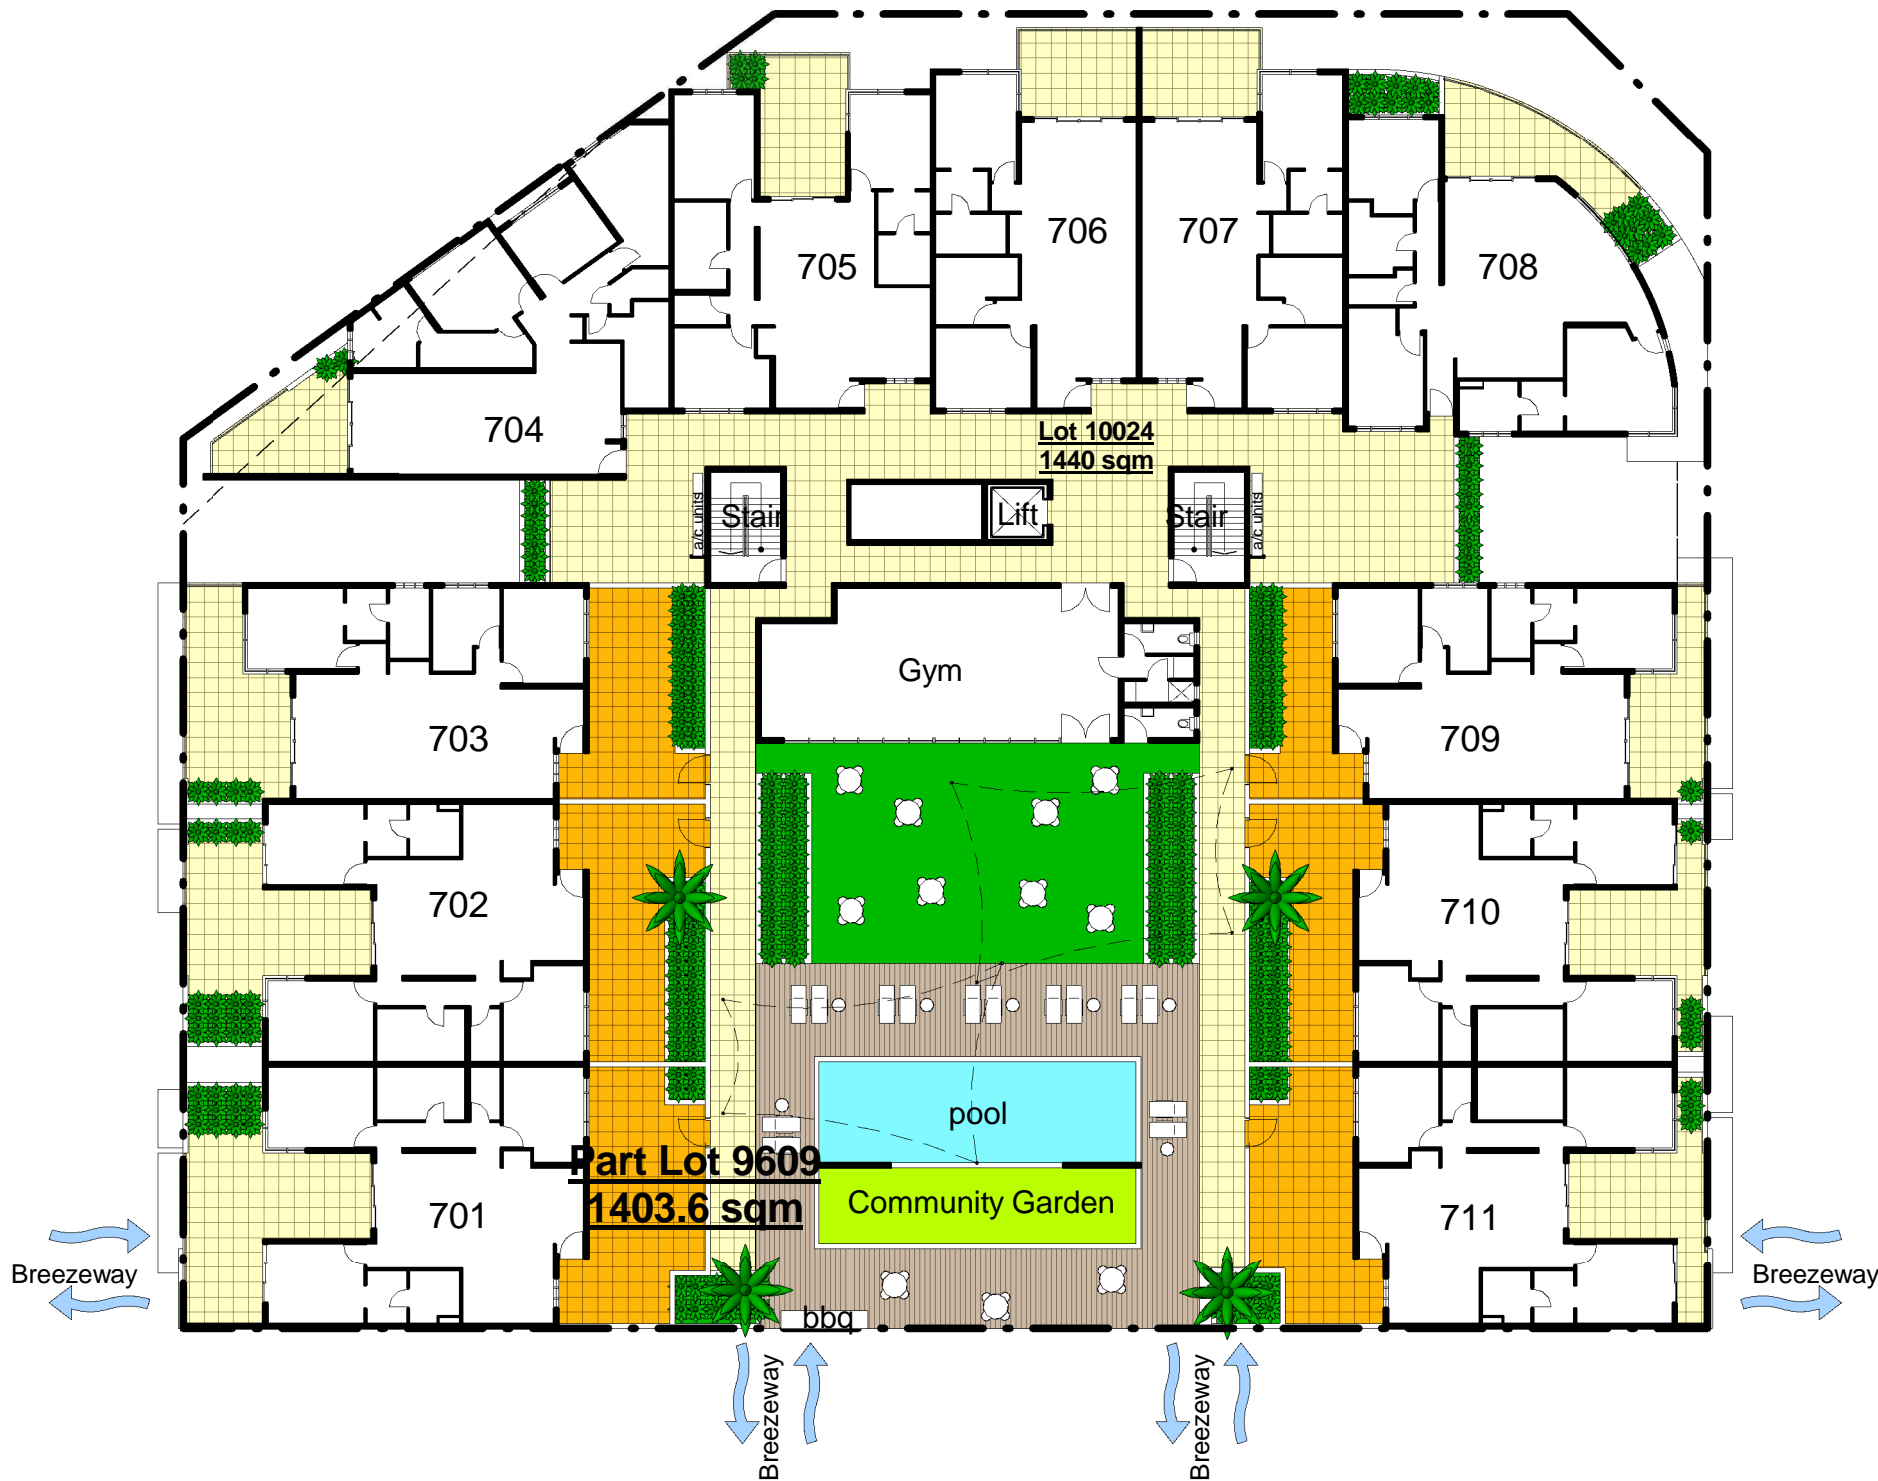 706
707
705
708
704
Lot 10024
1440 sqm
a/c units
Stair
Lift
Stair
a/c units
Gym
703
709
702
710
pool
Part Lot 9609
1403.6 sqm
Community Garden
701
711
Breezeway
Breezeway
bbq
Breezeway
Breezeway